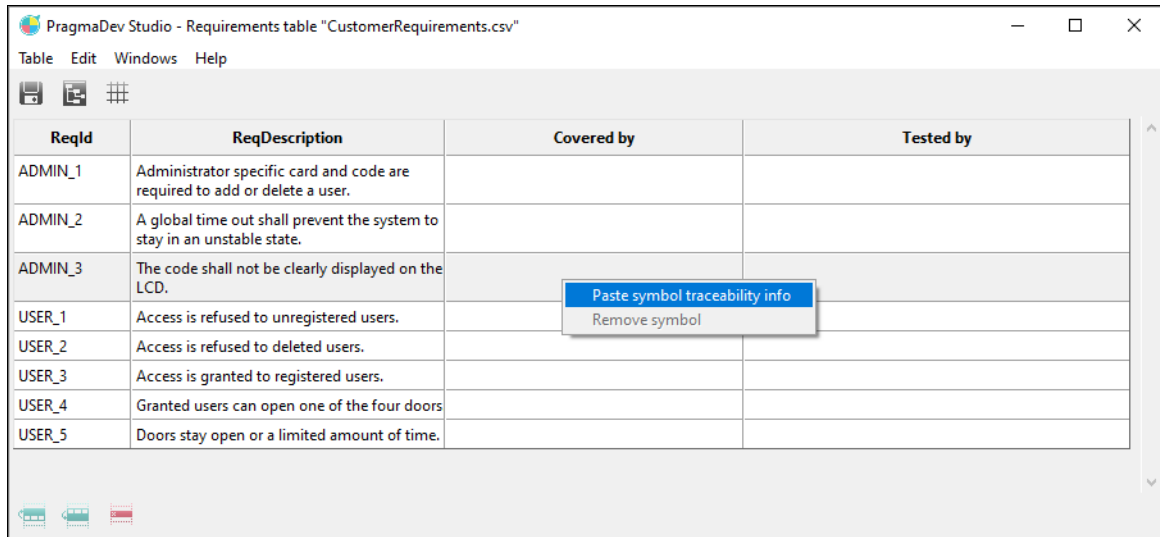 PragmaDev Studio - Requirements table "CustomerRequirements.csv"
Table Edit Windows Help
ReqId ReqDescription Covered by Tested by
ADMIN_1 Administrator specific card and code are
required to add or delete a user.
ADMIN_2 A global time out shall prevent the system to
stay in an unstable state.
ADMIN_3 The code shall not be clearly displayed on the
LCD.
Paste symbol traceability info
Remove symbol
USER_1 Access is refused to unregistered users.
USER_2 Access is refused to deleted users.
USER_3 Access is granted to registered users.
USER_4 Granted users can open one of the four doors
USER_5 Doors stay open or a limited amount of time.